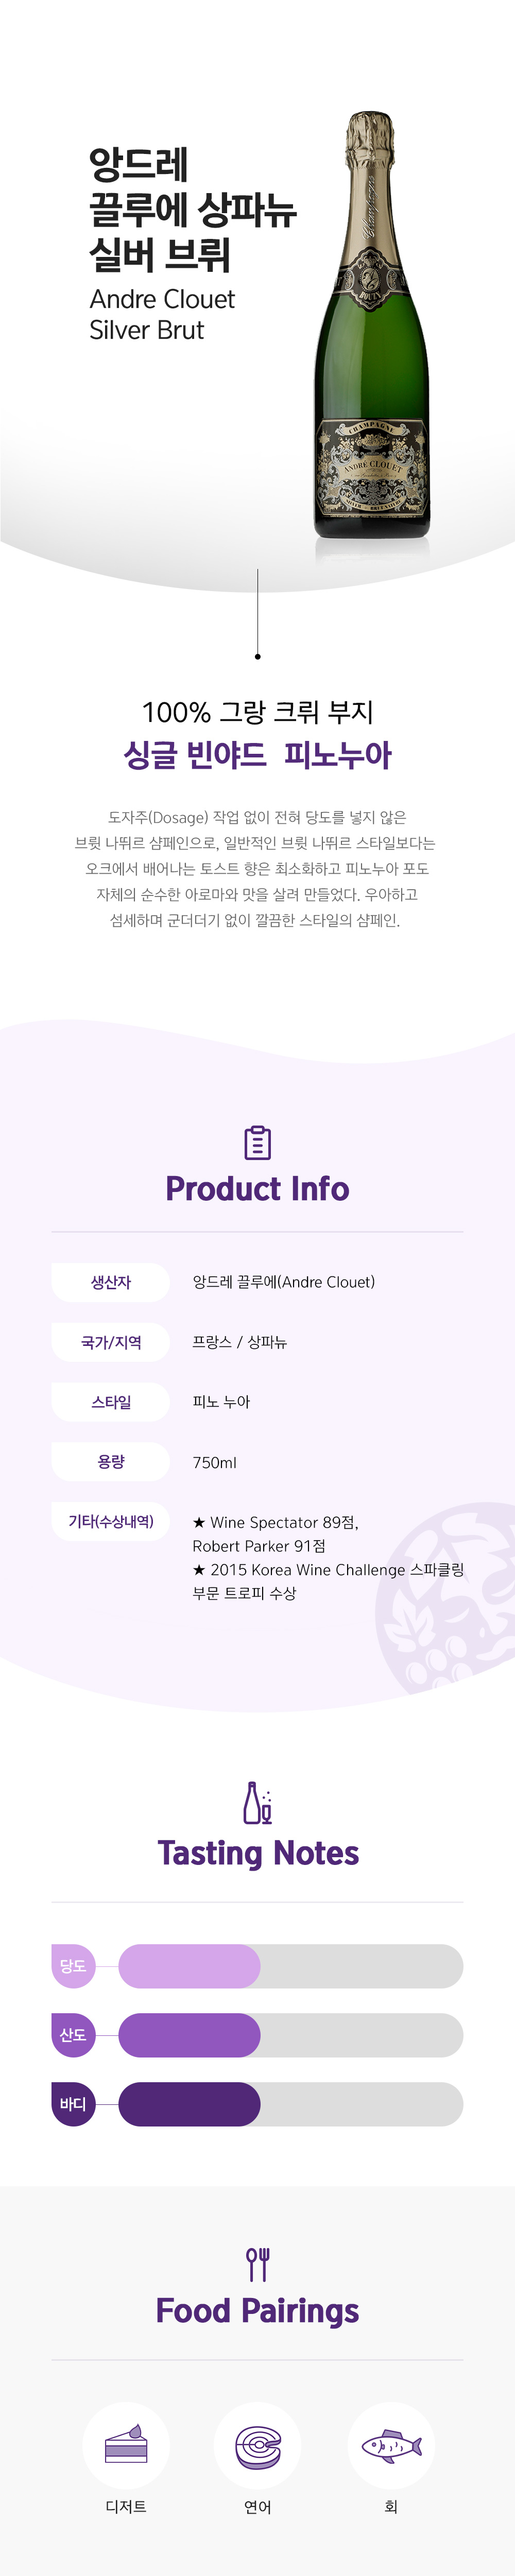 앙드레
끌루에 샹파뉴
실버 브뤼
Andre Clouet
Silver Brut
Champagne
BOUZY
CHAMPAGNE
ANDRE CLOUET
100% 그랑 크뤼 부지
싱글 빈야드 피노누아
도자주(Dosage) 작업 없이 전혀 당도를 넣지 않은
브륏 나뛰르 샴페인으로, 일반적인 브륏 나뛰르 스타일보다는
오크에서 배어나는 토스트 향은 최소화하고 피노누아 포도
자체의 순수한 아로마와 맛을 살려 만들었다. 우아하고
섬세하며 군더더기 없이 깔끔한 스타일의 샴페인.
Product Info
생산자 앙드레 끌루에(Andre Clouet)
국가/지역 프랑스 / 샹파뉴
스타일 피노 누아
용량 750ml
기타(수상내역) ★ Wine Spectator 89점,
Robert Parker 91점
★ 2015 Korea Wine Challenge 스파클링
부문 트로피 수상
Tasting Notes
당도
산도
바디
Food Pairings
디저트 연어 회